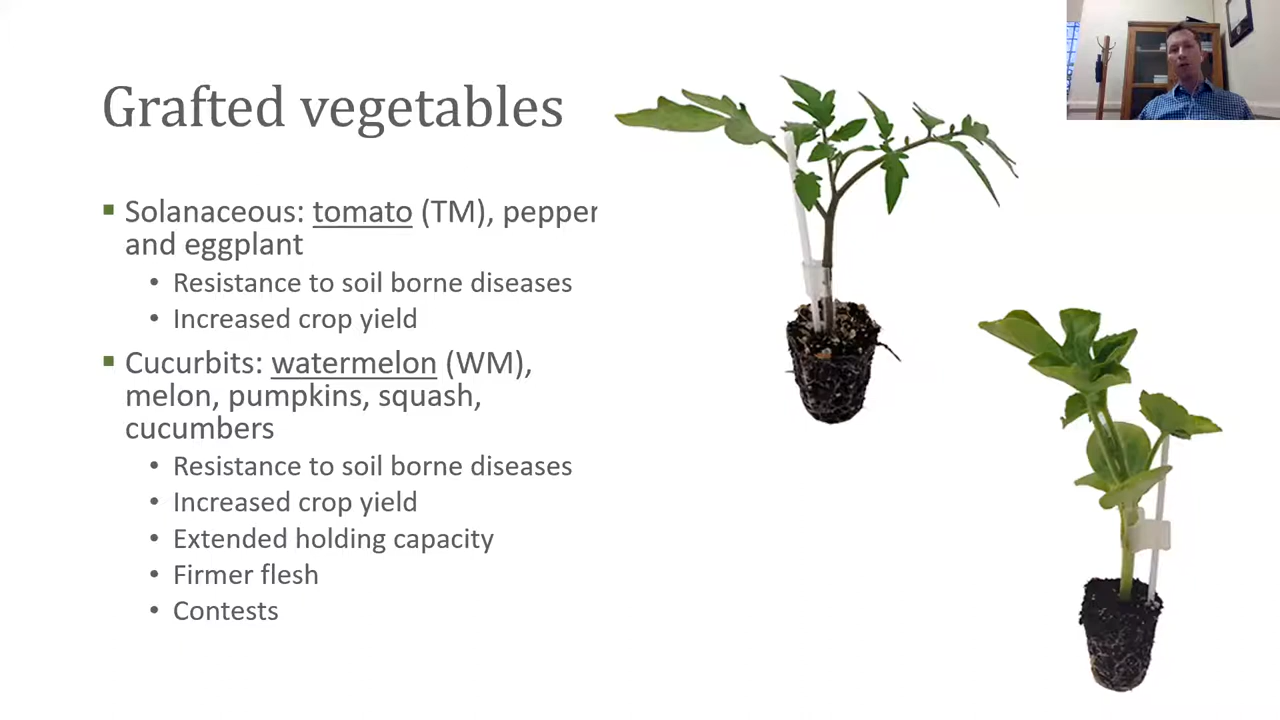 Grafted vegetables
▪ Solanaceous: tomato (TM), pepper
and eggplant
• Resistance to soil borne diseases
• Increased crop yield
▪ Cucurbits: watermelon (WM),
melon, pumpkins, squash,
cucumbers
• Resistance to soil borne diseases
• Increased crop yield
• Extended holding capacity
• Firmer flesh
• Contests